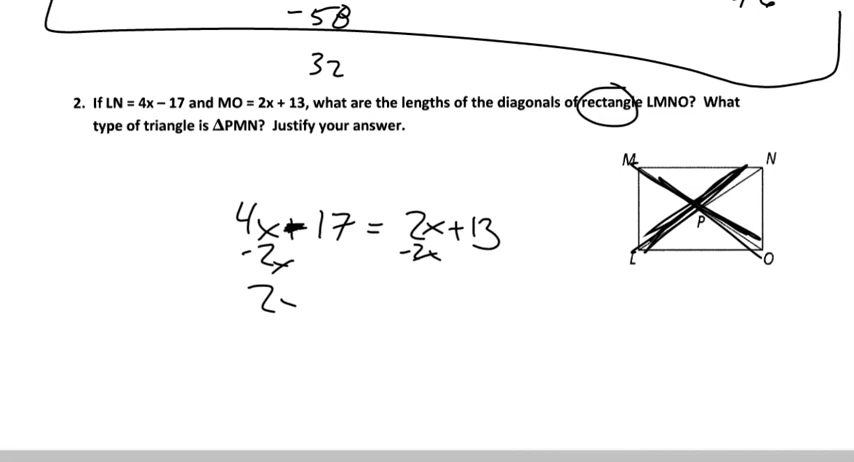 -58
32
2. If LN = 4x – 17 and MO = 2x + 13, what are the lengths of the diagonals of rectangle LMNO? What
type of triangle is ΔPMN? Justify your answer.
M N
P
L O
4x - 17 = 2x + 13
-2x -2x
2